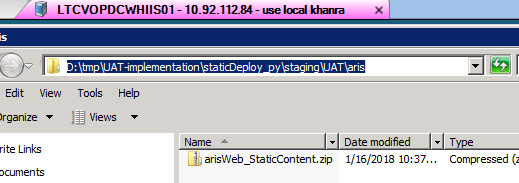 LTCVOPDCWHIIS01 - 10.92.112.84 - use local khanra
is
D:\tmp\UAT-implementation\staticDeploy_py\staging\UAT\aris
Edit View Tools Help
Organize Views
Name Date modified Type
rite Links
arisWeb_StaticContent.zip 1/16/2018 10:37... Compressed (z
ocuments